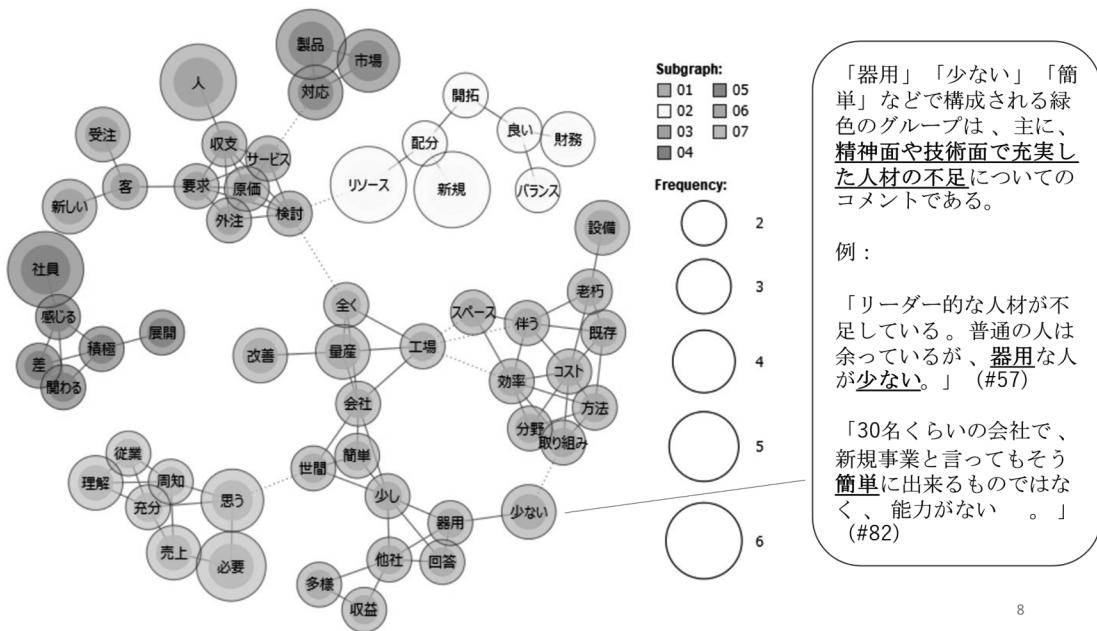 製品
市場
対応
人
受注
収支
サービス
客
要求
原価
新しい
外注
検討
開拓
配分
良い
財務
リソース
新規
バランス
社員
感じる
差
積極
展開
関わる
全く
改善
量産
工場
会社
世間
簡単
少し
器用
少ない
他社
回答
多様
収益
設備
老朽
スペース
伴う
既存
効率
コスト
方法
分野
取り組み
従業
理解
周知
充分
思う
売上
必要
Subgraph:
01 05
02 06
03 07
04
Frequency:
2
3
4
5
6
「器用」「少ない」「簡
単」などで構成される緑
色のグループは 、主に、
精神面や技術面で充実し
た人材の不足についての
コメントである。
例：
「リーダー的な人材が不
足している 。普通の人は
余っているが 、器用な人
が少ない。」 (#57)
「30名くらいの会社で 、
新規事業と言ってもそう
簡単に出来るものではな
く 、 能力がない 。 」
(#82)
8